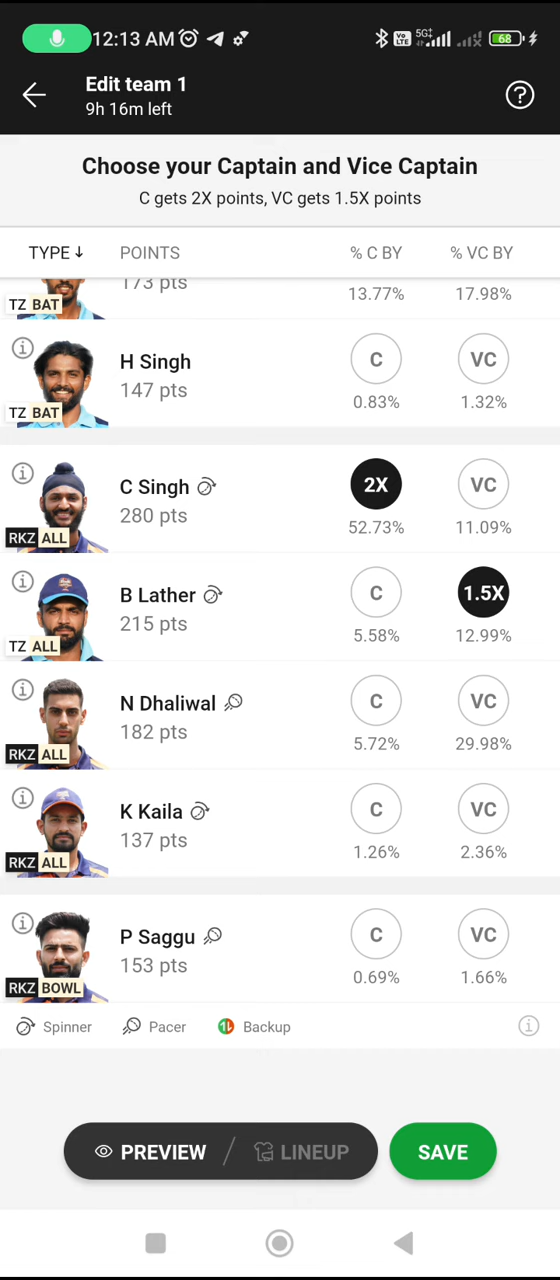 12:13 AM
Vo LTE 5G 68
Edit team 1
9h 16m left
?
Choose your Captain and Vice Captain
C gets 2X points, VC gets 1.5X points
TYPE ↓ POINTS % C BY % VC BY
173 pts
13.77% 17.98%
TZ BAT
H Singh
C VC
147 pts
0.83% 1.32%
TZ BAT
C Singh
2X VC
280 pts
52.73% 11.09%
RKZ ALL
B Lather
C 1.5X
215 pts
5.58% 12.99%
TZ ALL
N Dhaliwal
C VC
182 pts
5.72% 29.98%
RKZ ALL
K Kaila
C VC
137 pts
1.26% 2.36%
RKZ ALL
P Saggu
C VC
153 pts
0.69% 1.66%
RKZ BOWL
Spinner Pacer Backup
PREVIEW / LINEUP SAVE